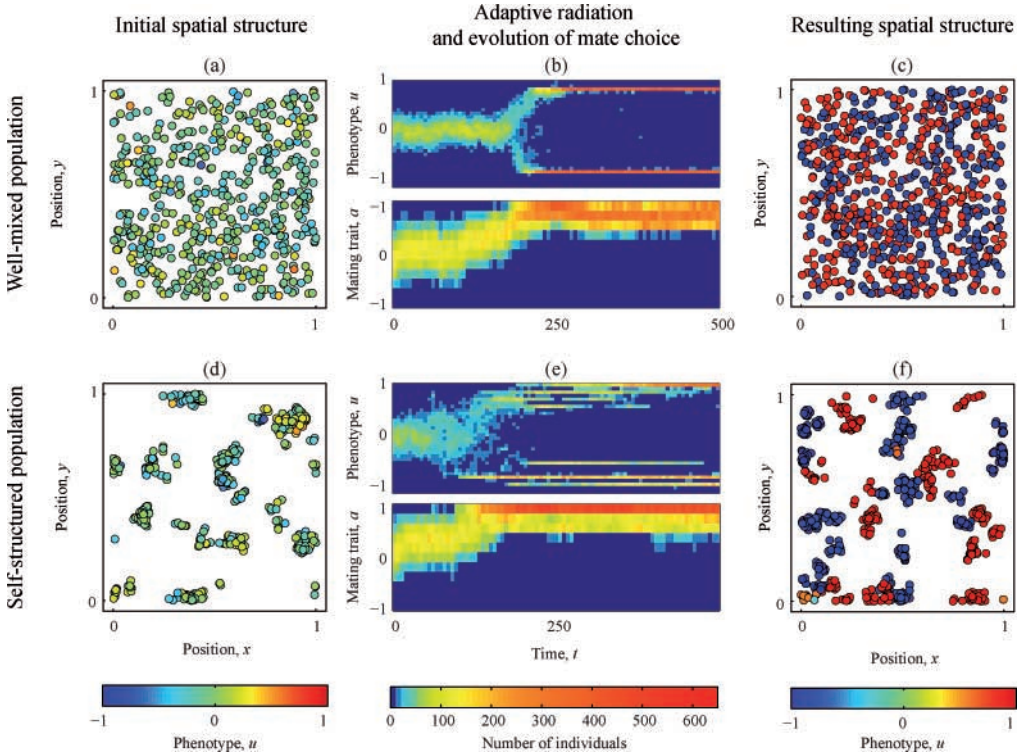 Initial spatial structure
Adaptive radiation
and evolution of mate choice
Resulting spatial structure
Well-mixed population
(a)
1
Position, y
0
0
1
(b)
1
Phenotype, u
0
−1
−1
Mating trait, a
0
−1
0
250
500
(c)
1
Position, y
0
0
1
Self-structured population
(d)
1
Position, y
0
0
1
Position, x
(e)
1
Phenotype, u
0
−1
1
Mating trait, a
0
−1
0
250
Time, t
(f)
1
Position, y
0
0
1
Position, x
−1
0
1
Phenotype, u
0
100
200
300
400
500
600
Number of individuals
−1
0
1
Phenotype, u